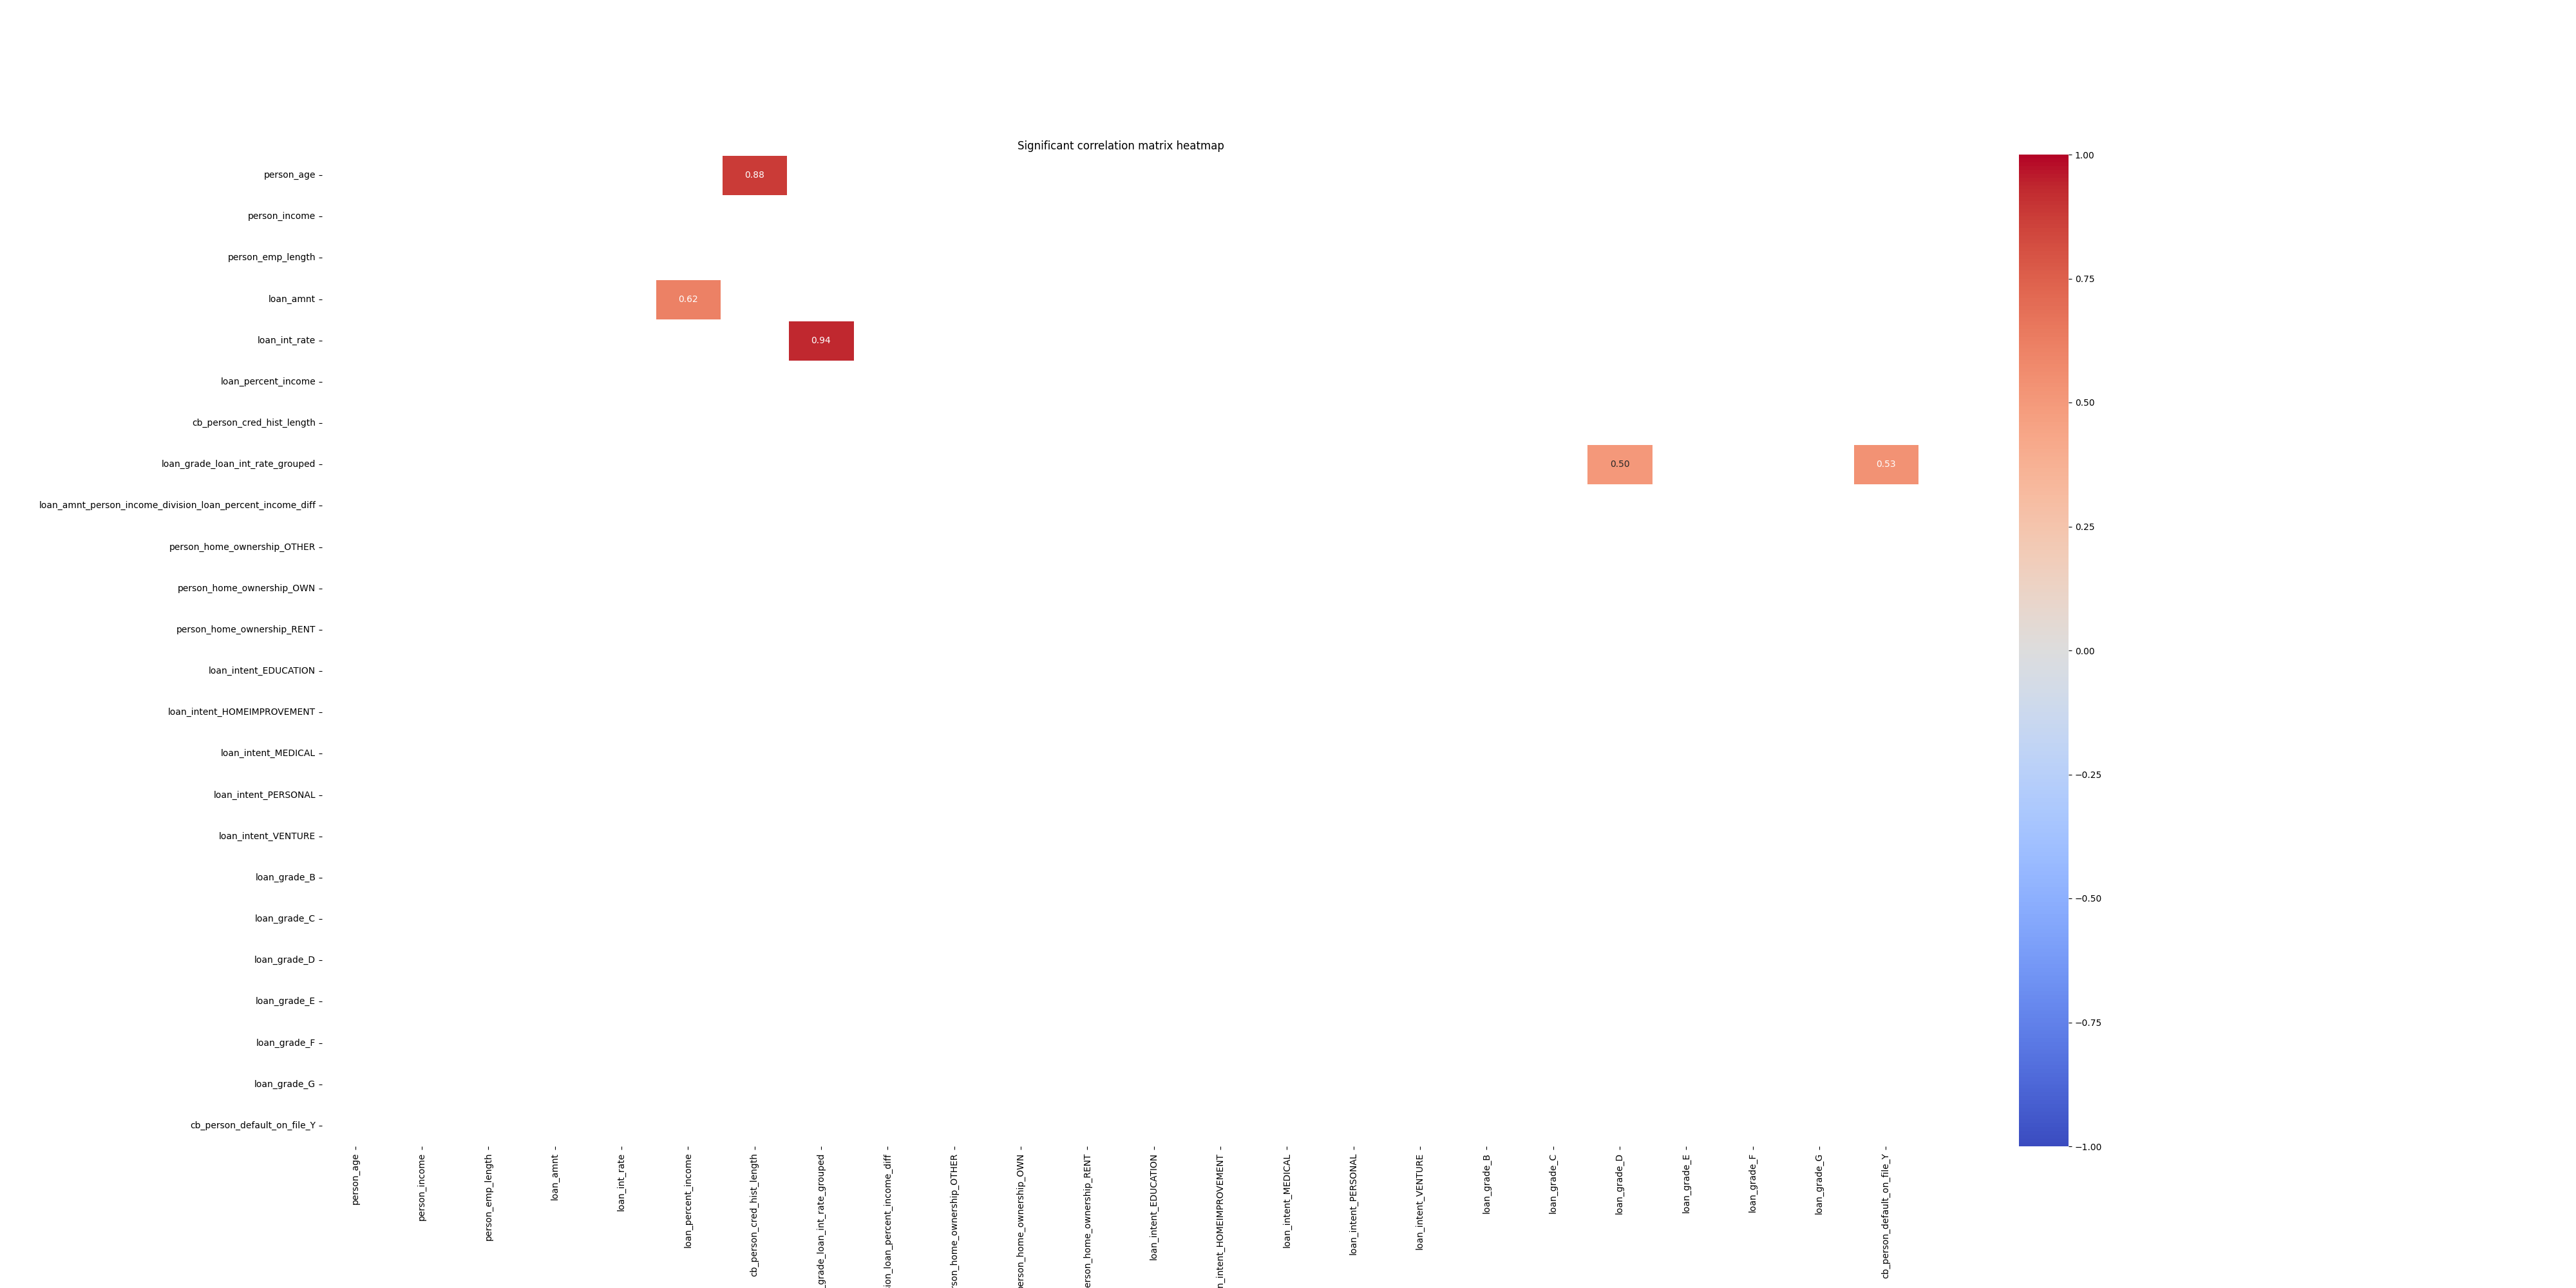 Significant correlation matrix heatmap
person_age
0.88
1.00
person_income
person_emp_length
0.75
loan_amnt
0.62
loan_int_rate
0.94
loan_percent_income
0.50
cb_person_cred_hist_length
loan_grade_loan_int_rate_grouped
0.50
0.53
loan_amnt_person_income_division_loan_percent_income_diff
0.25
person_home_ownership_OTHER
person_home_ownership_OWN
person_home_ownership_RENT
0.00
loan_intent_EDUCATION
loan_intent_HOMEIMPROVEMENT
loan_intent_MEDICAL
−0.25
loan_intent_PERSONAL
loan_intent_VENTURE
loan_grade_B
−0.50
loan_grade_C
loan_grade_D
loan_grade_E
−0.75
loan_grade_F
loan_grade_G
cb_person_default_on_file_Y
−1.00
person_age
person_income
person_emp_length
loan_amnt
loan_int_rate
loan_percent_income
cb_person_cred_hist_length
_grade_loan_int_rate_grouped
ion_loan_percent_income_diff
rson_home_ownership_OTHER
erson_home_ownership_OWN
erson_home_ownership_RENT
loan_intent_EDUCATION
n_intent_HOMEIMPROVEMENT
loan_intent_MEDICAL
loan_intent_PERSONAL
loan_intent_VENTURE
loan_grade_B
loan_grade_C
loan_grade_D
loan_grade_E
loan_grade_F
loan_grade_G
cb_person_default_on_file_Y